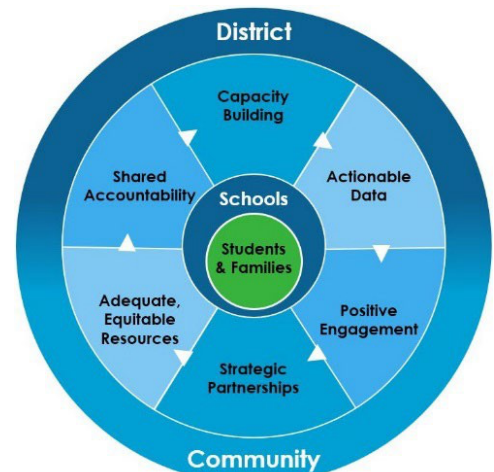 District
Capacity
Building
Shared
Accountability
Actionable
Data
Schools
Students
& Families
Adequate,
Equitable
Resources
Positive
Engagement
Strategic
Partnerships
Community